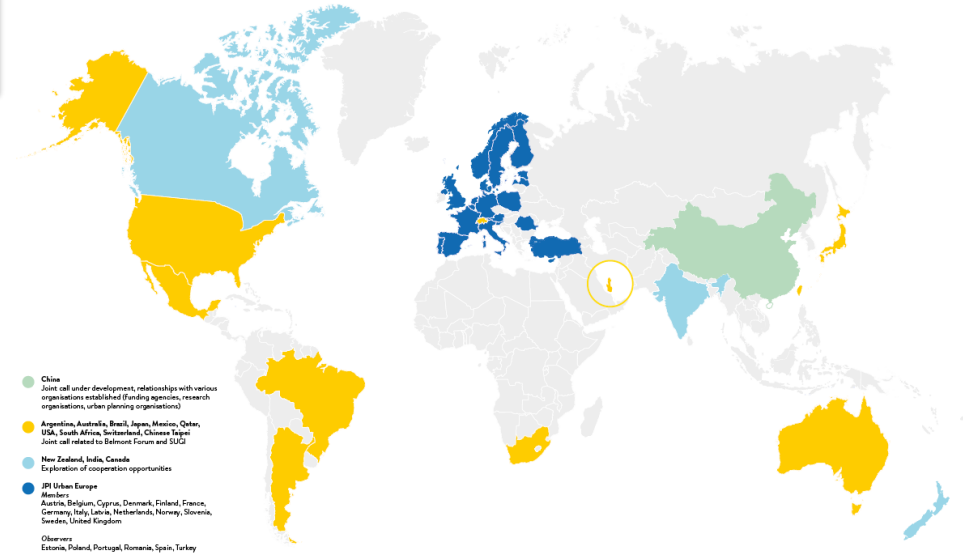 China
Joint call under development, relationships with various
organisations established (funding agencies, research
organisations, urban planning organisations)
Argentina, Australia, Brazil, Japan, Mexico, Qatar,
USA, South Africa, Switzerland, Chinese Taipei
Joint call related to Belmont Forum and SUGI
New Zealand, India, Canada
Exploration of cooperation opportunities
JPI Urban Europe
Members
Austria, Belgium, Cyprus, Denmark, Finland, France,
Germany, Italy, Latvia, Netherlands, Norway, Slovenia,
Sweden, United Kingdom
Observers
Estonia, Poland, Portugal, Romania, Spain, Turkey